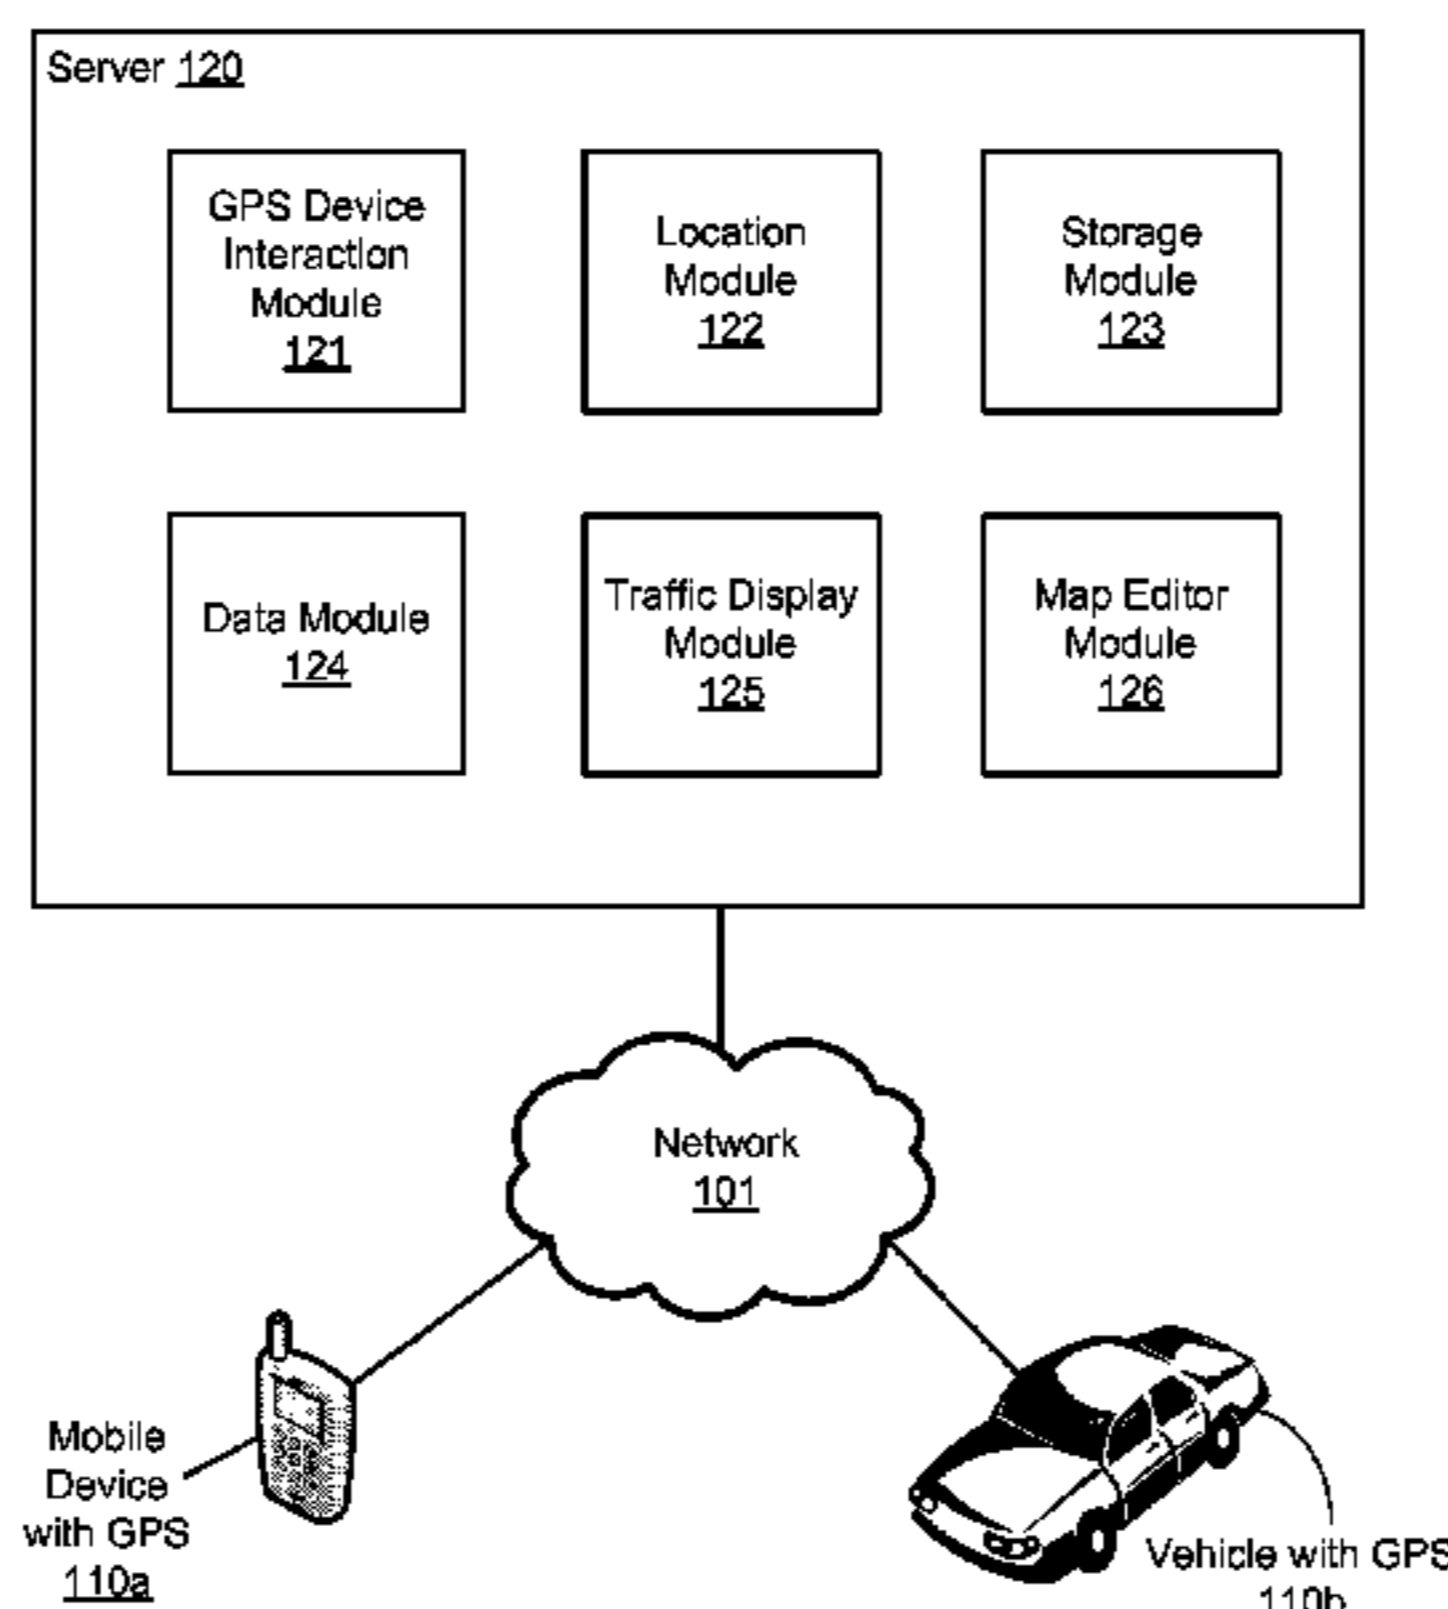 Server 120
GPS Device
Interaction
Module
121
Location
Module
122
Storage
Module
123
Data Module
124
Traffic Display
Module
125
Map Editor
Module
126
Network
101
Mobile
Device
with GPS
110a
Vehicle with GPS
110b